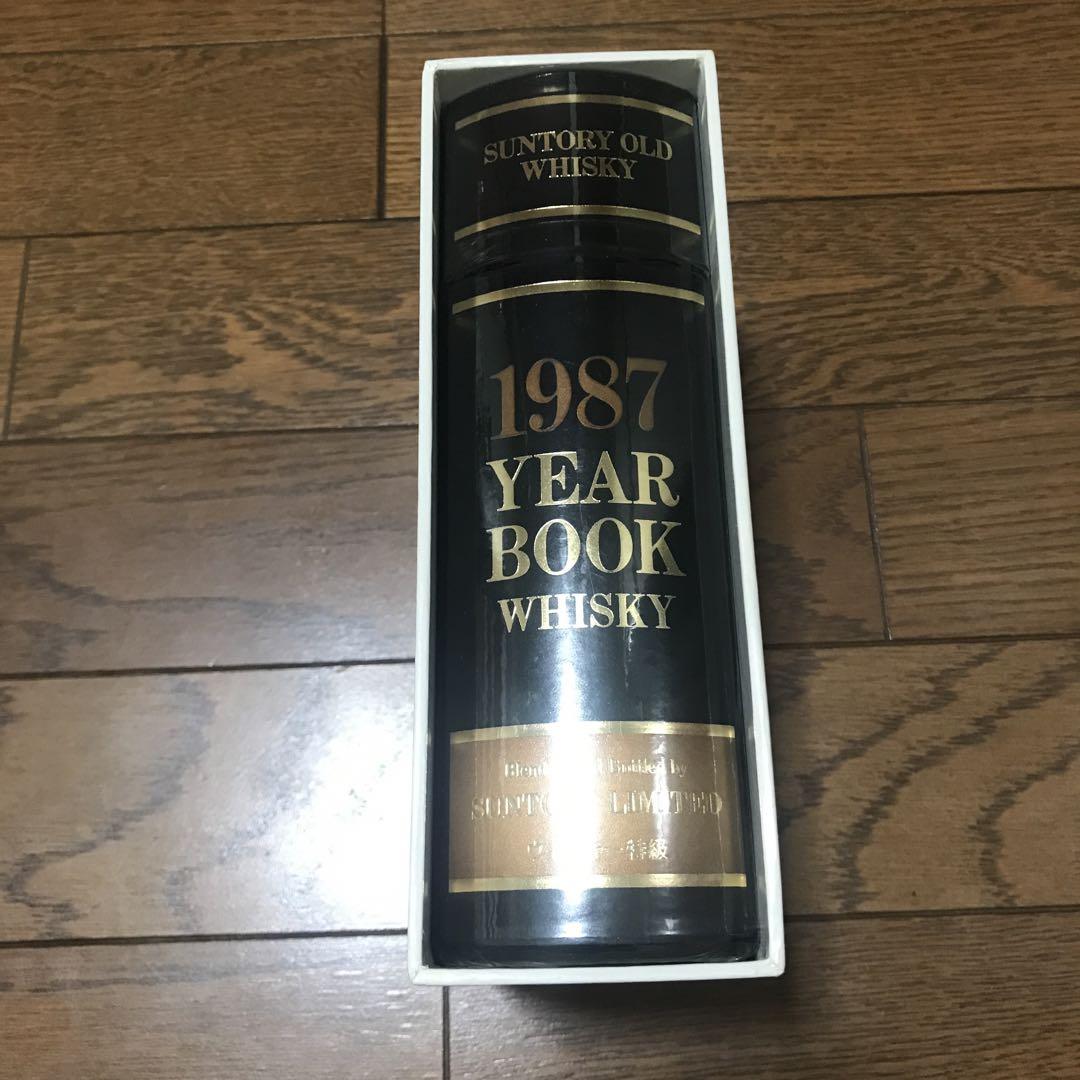 SUNTORY OLD
WHISKY
1987
YEAR
BOOK
WHISKY
Bottled by
LIMITED
特級